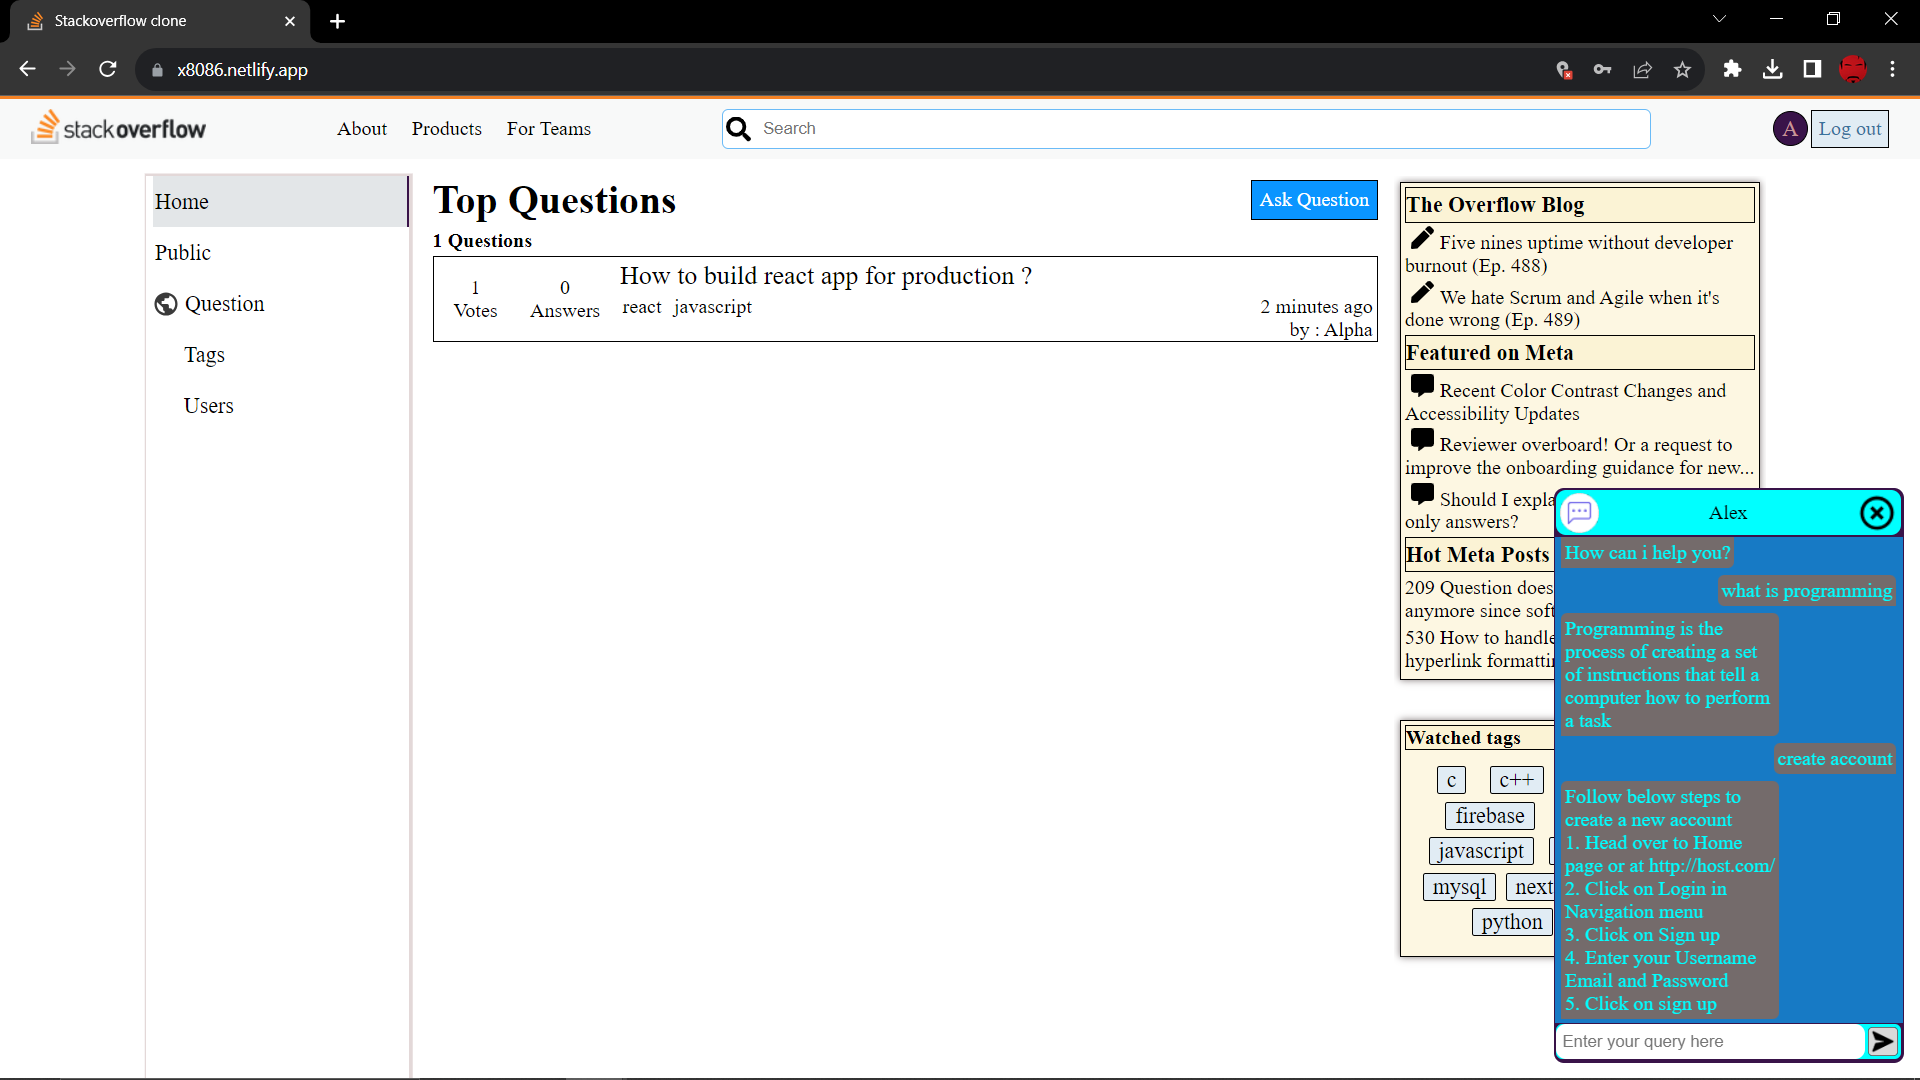 Stackoverflow clone
x8086.netlify.app
stackoverflow
About
Products
For Teams
Search
A
Log out
Home
Public
Question
Tags
Users
Top Questions
Ask Question
1 Questions
1
Votes
0
Answers
How to build react app for production ?
react javascript
2 minutes ago
by : Alpha
The Overflow Blog
Five nines uptime without developer
burnout (Ep. 488)
We hate Scrum and Agile when it's
done wrong (Ep. 489)
Featured on Meta
Recent Color Contrast Changes and
Accessibility Updates
Reviewer overboard! Or a request to
improve the onboarding guidance for new...
Should I expla
only answers?
Hot Meta Posts
209 Question does
anymore since soft
530 How to handle
hyperlink formattin
Watched tags
c
c++
firebase
javascript
mysql
next
python
Alex
How can i help you?
what is programming
Programming is the
process of creating a set
of instructions that tell a
computer how to perform
a task
create account
Follow below steps to
create a new account
1. Head over to Home
page or at http://host.com/
2. Click on Login in
Navigation menu
3. Click on Sign up
4. Enter your Username
Email and Password
5. Click on sign up
Enter your query here